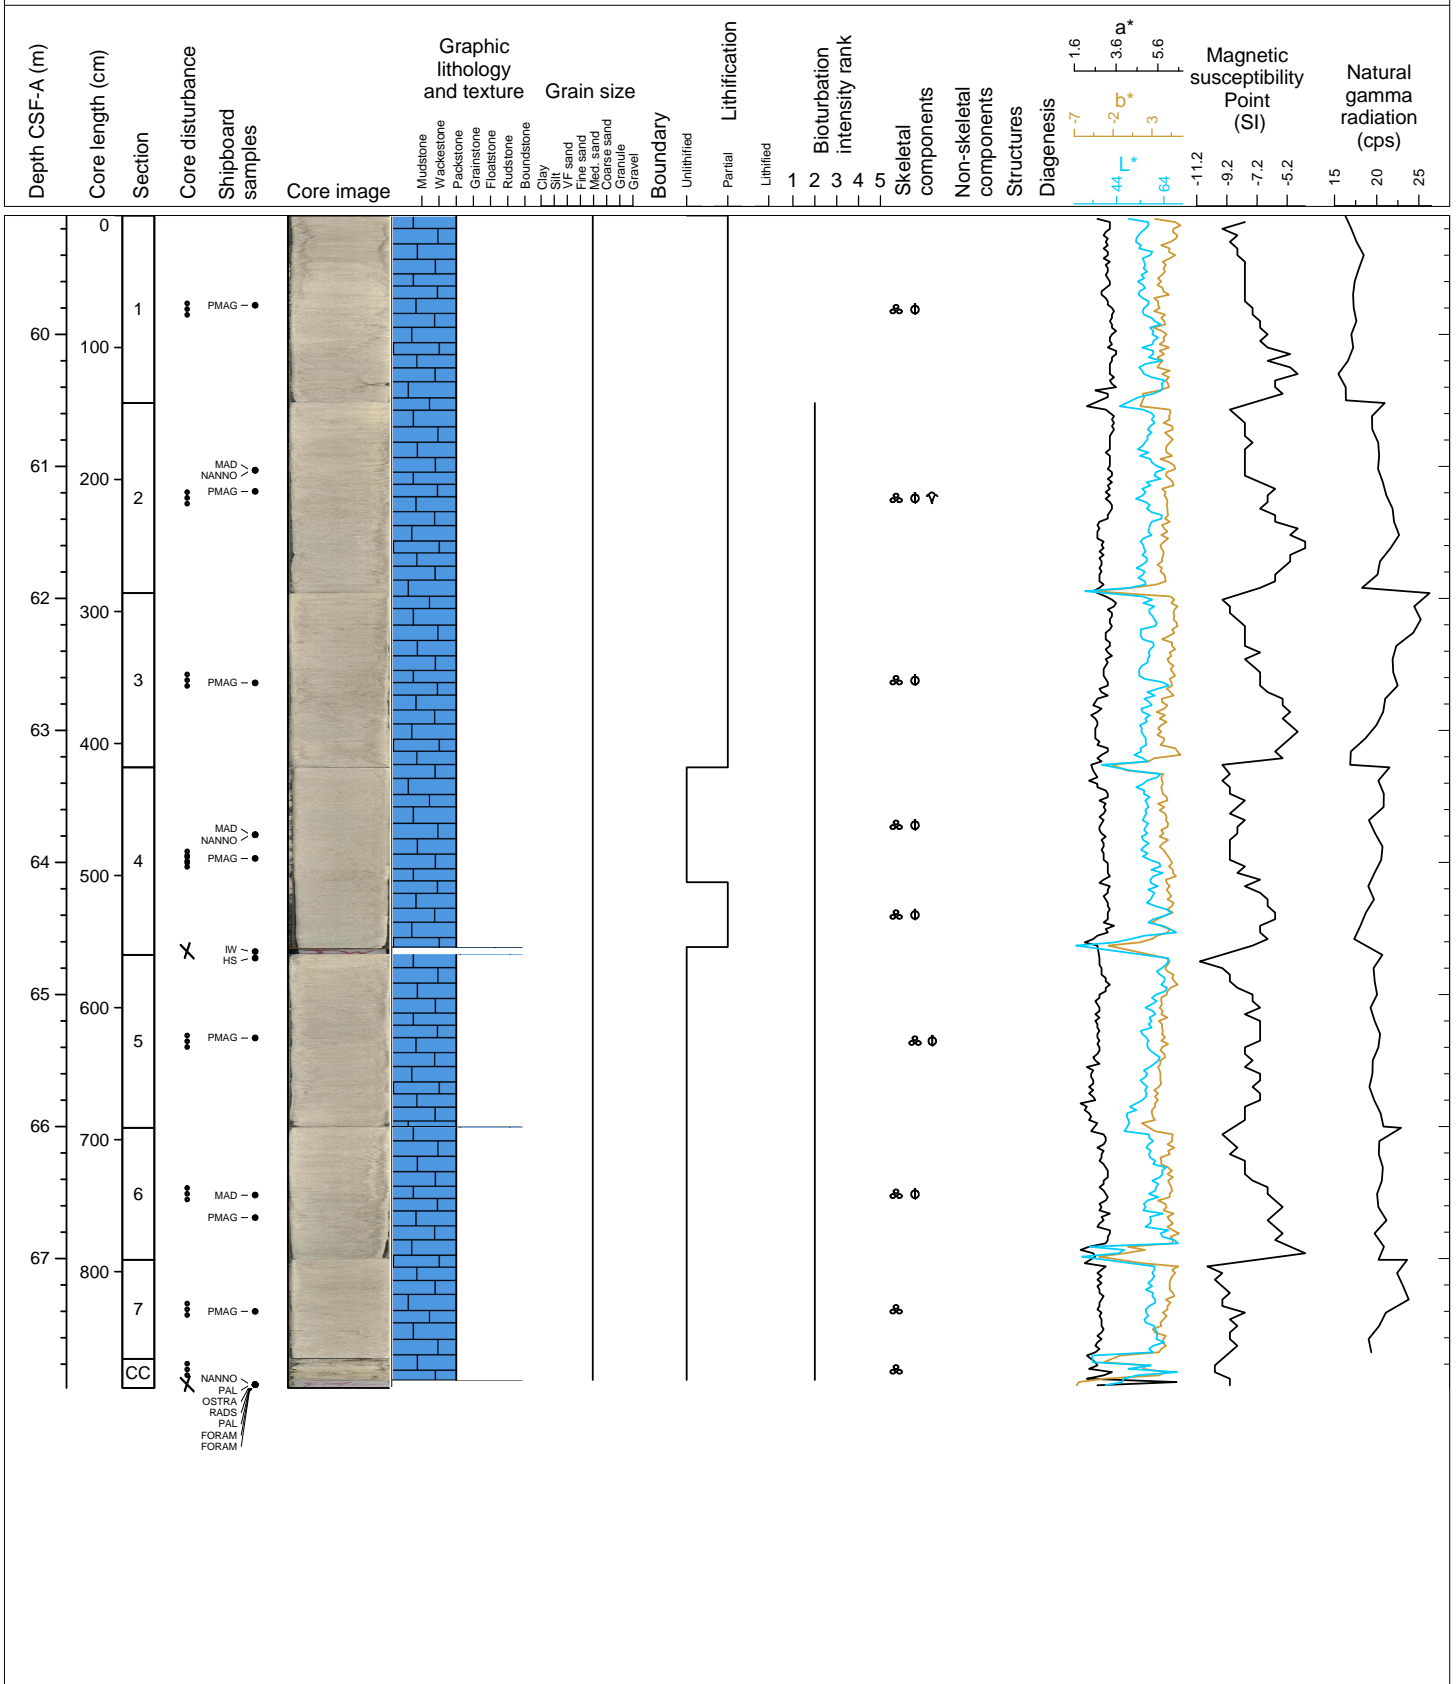 Depth CSF-A (m)
Core length (cm)
Section
Core disturbance
Shipboard
samples
Core image
Graphic
lithology
and texture
Mudstone
Wackestone
Packstone
Grainstone
Floatstone
Rudstone
Boundstone
Grain size
Clay
Silt
VF sand
Fine sand
Med. sand
Coarse sand
Granule
Gravel
Boundary
Lithification
Unlithified
Partial
Lithified
Bioturbation
intensity rank
1 2 3 4 5
Skeletal
components
Non-skeletal
components
Structures
Diagenesis
a*
1.6 3.6 5.6
b*
-7 -2 3
L*
44 64
Magnetic
susceptibility
Point
(SI)
-11.2 -9.2 -7.2 -5.2
Natural
gamma
radiation
(cps)
15 20 25
0
1
PMAG
60
100
61
MAD
NANNO
200
PMAG
2
62
300
3
PMAG
63
400
MAD
NANNO
64
4
PMAG
500
IW
HS
65
600
5
PMAG
66
700
6
MAD
PMAG
67
800
7
PMAG
CC
NANNO
PAL
OSTRA
RADS
PAL
FORAM
FORAM